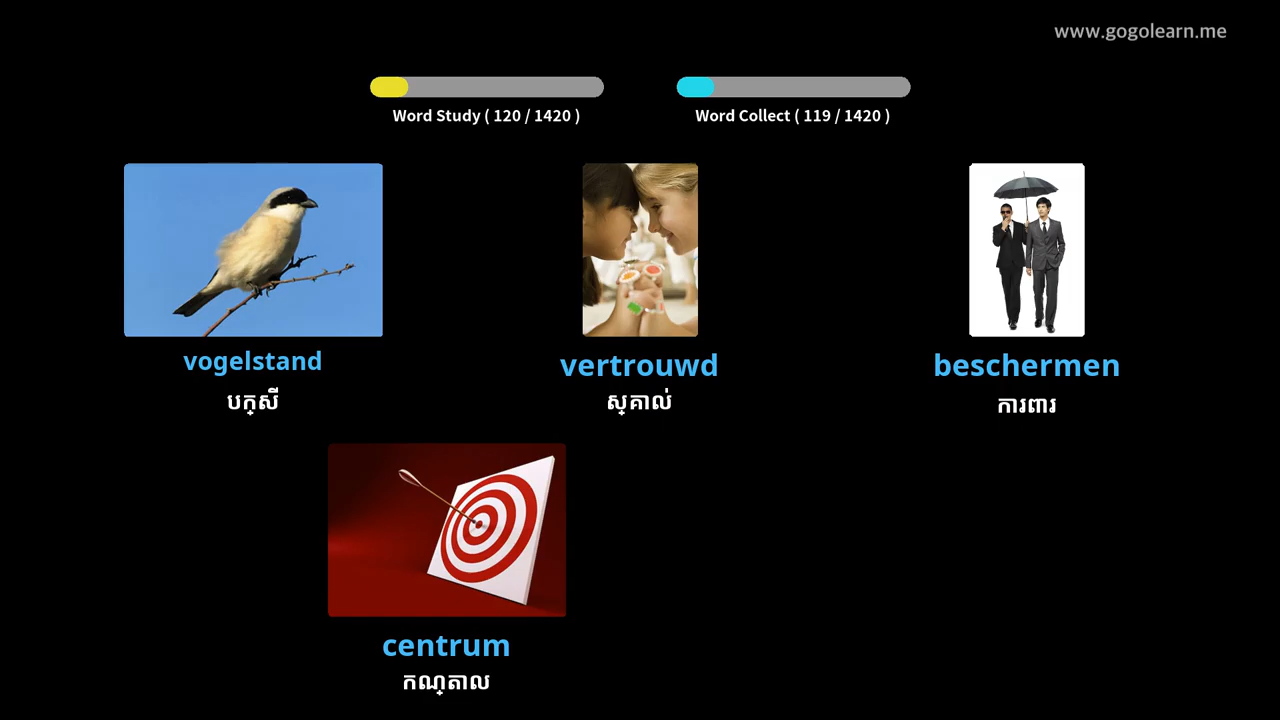 www.gogolearn.me
Word Study ( 120 / 1420 )
Word Collect ( 119 / 1420 )
vogelstand
បក្សី
vertrouwd
ស្គាល់
beschermen
ការពារ
centrum
កណ្តាល